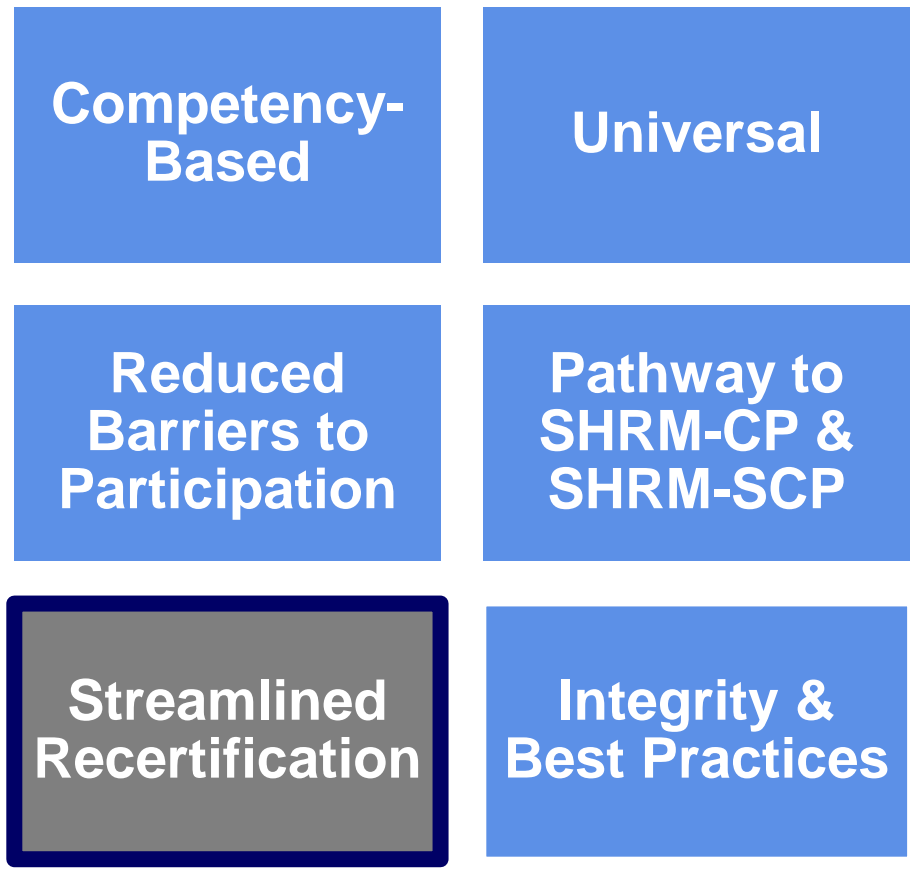 Competency-
Based
Universal
Reduced
Barriers to
Participation
Pathway to
SHRM-CP &
SHRM-SCP
Streamlined
Recertification
Integrity &
Best Practices